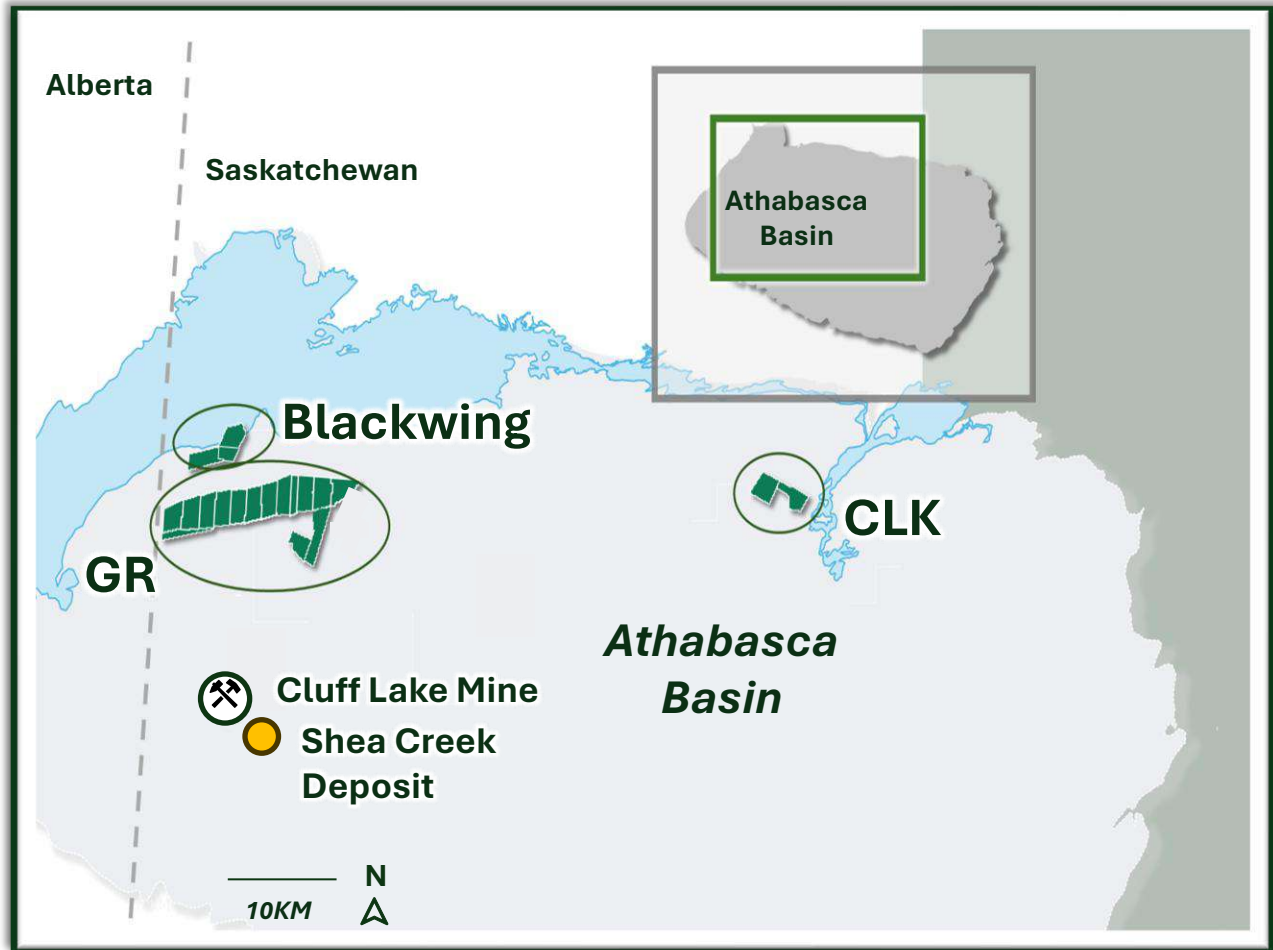 Alberta
Saskatchewan
Athabasca
Basin
Blackwing
GR
CLK
Athabasca
Basin
Cluff Lake Mine
Shea Creek
Deposit
N
10KM